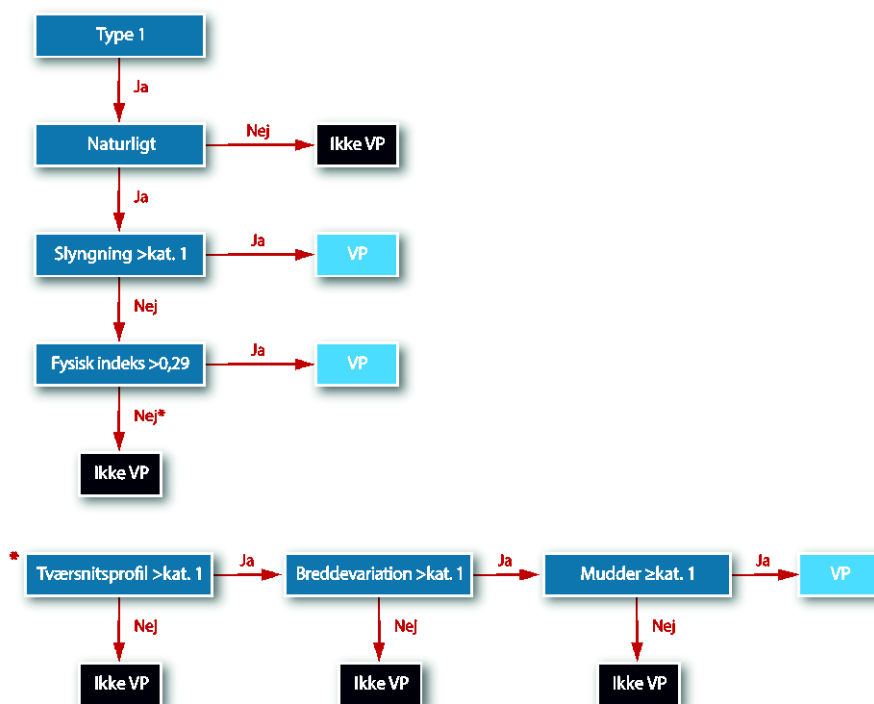 Type 1
Ja
Naturligt
Nej
Ikke VP
Ja
Slyngning >kat. 1
Ja
VP
Nej
Fysisk indeks >0,29
Ja
VP
Nej*
Ikke VP
*
Tværsnitsprofil >kat. 1
Ja
Breddevariation >kat. 1
Ja
Mudder ≥kat. 1
Ja
VP
Nej
Nej
Nej
Ikke VP
Ikke VP
Ikke VP